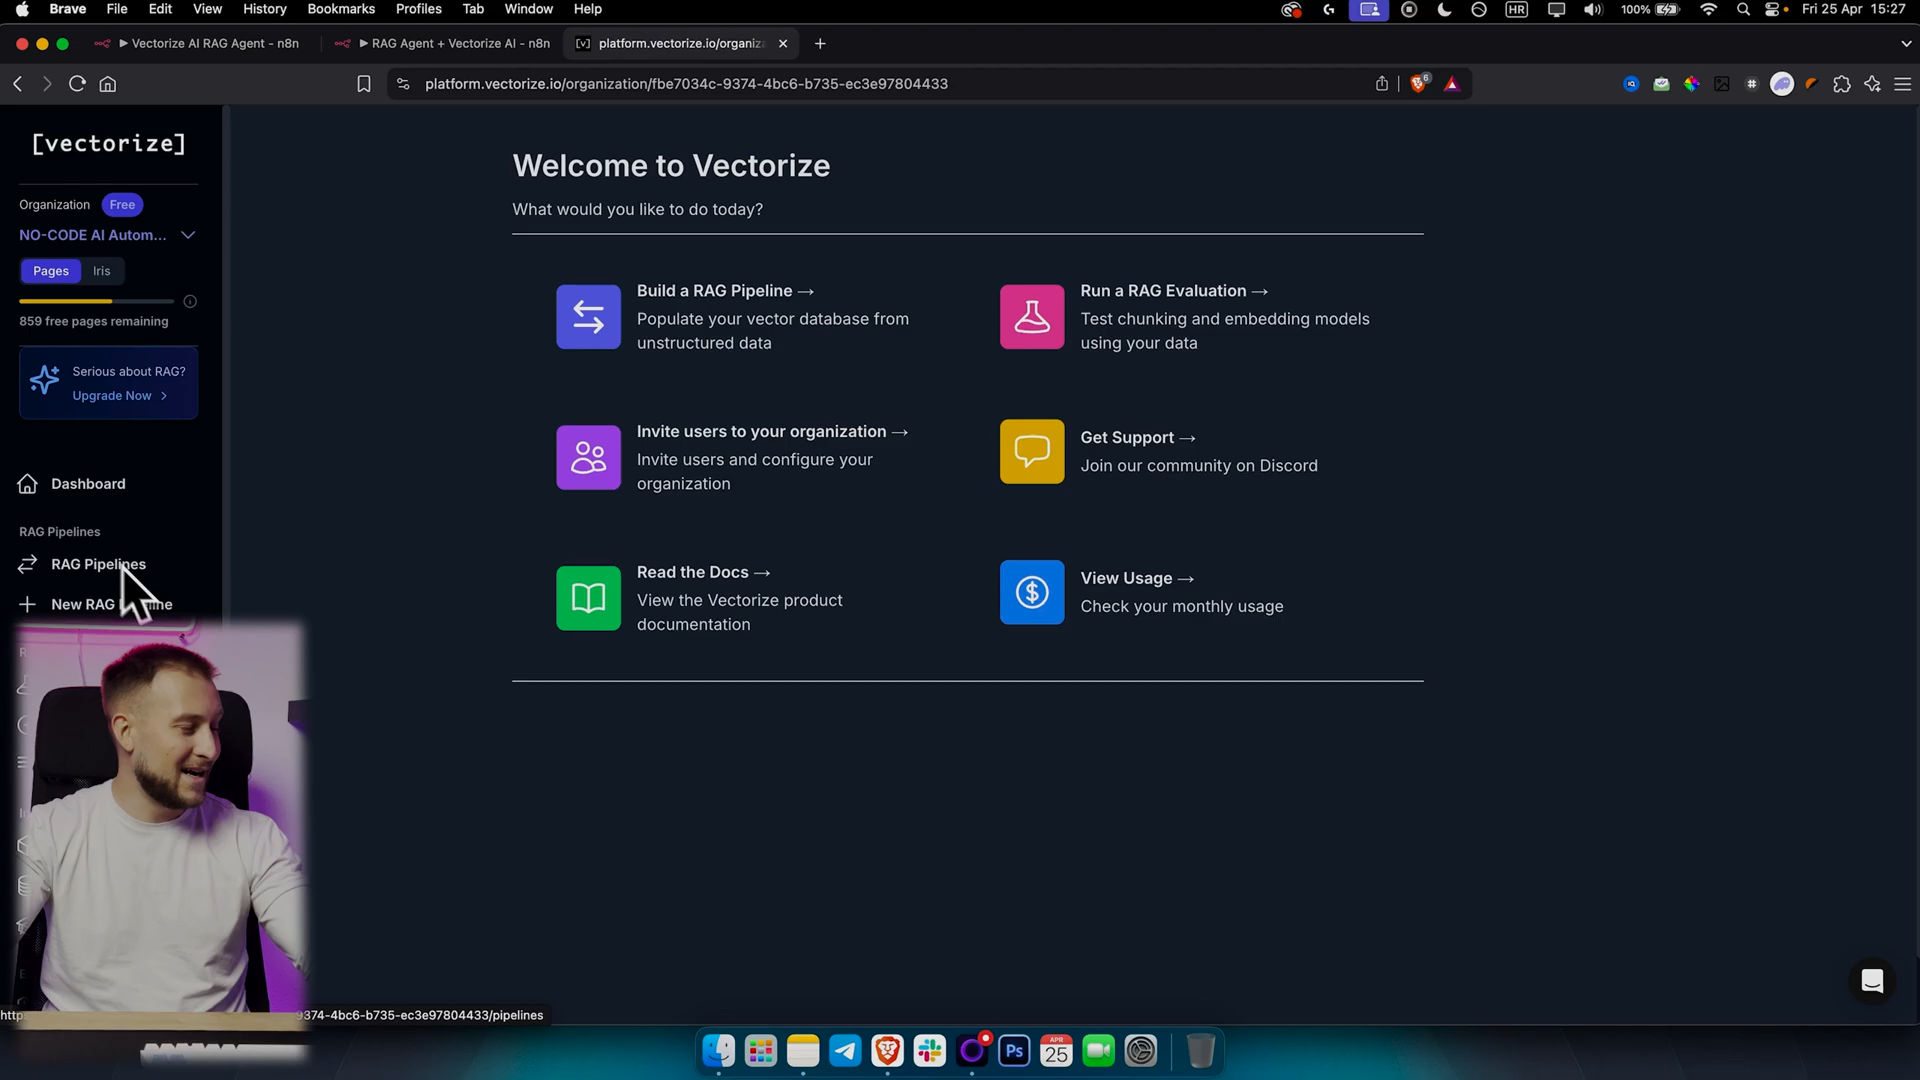 Brave File Edit View History Bookmarks Profiles Tab Window Help
HR 100% Fri 25 Apr 15:27
Vectorize AI RAG Agent - n8n
RAG Agent + Vectorize AI - n8n
[v] platform.vectorize.io/organiz
platform.vectorize.io/organization/fbe7034c-9374-4bc6-b735-ec3e97804433
6
[vectorize]
Organization Free
NO-CODE AI Autom...
Pages Iris
859 free pages remaining
Serious about RAG?
Upgrade Now >
Dashboard
RAG Pipelines
RAG Pipelines
New RAG
Welcome to Vectorize
What would you like to do today?
Build a RAG Pipeline →
Populate your vector database from
unstructured data
Run a RAG Evaluation →
Test chunking and embedding models
using your data
Invite users to your organization →
Invite users and configure your
organization
Get Support →
Join our community on Discord
Read the Docs →
View the Vectorize product
documentation
View Usage →
Check your monthly usage
9374-4bc6-b735-ec3e97804433/pipelines
Ps
APR
25